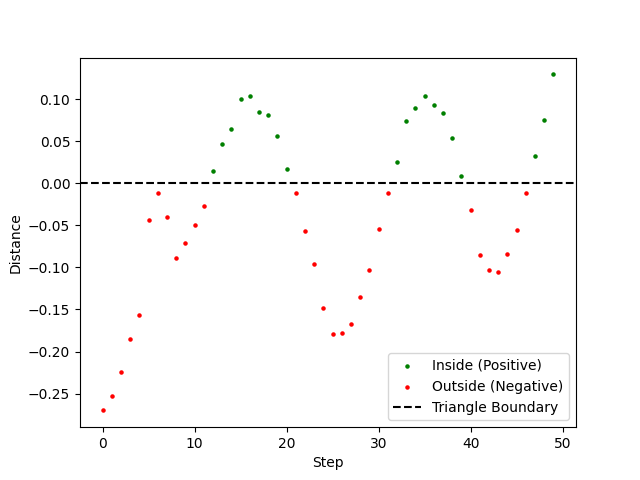 0.10
0.05
0.00
−0.05
−0.10
−0.15
−0.20
−0.25
Distance
Inside (Positive)
Outside (Negative)
Triangle Boundary
0 10 20 30 40 50
Step